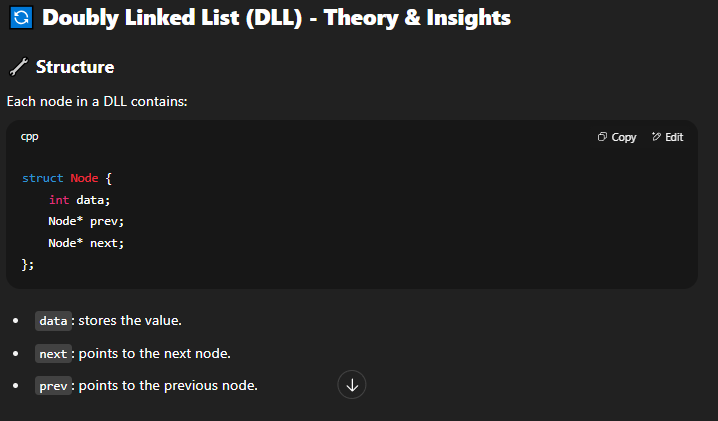 Doubly Linked List (DLL) - Theory & Insights
Structure
Each node in a DLL contains:
cpp
Copy
Edit
struct Node {
    int data;
    Node* prev;
    Node* next;
};
data: stores the value.
next: points to the next node.
prev: points to the previous node.